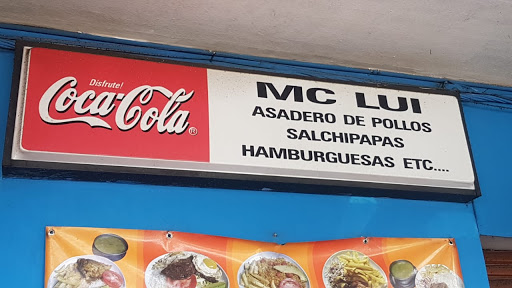 Disfrute!
Coca-Cola®
MC LUI
ASADERO DE POLLOS
SALCHIPAPAS
HAMBURGUESAS ETC....